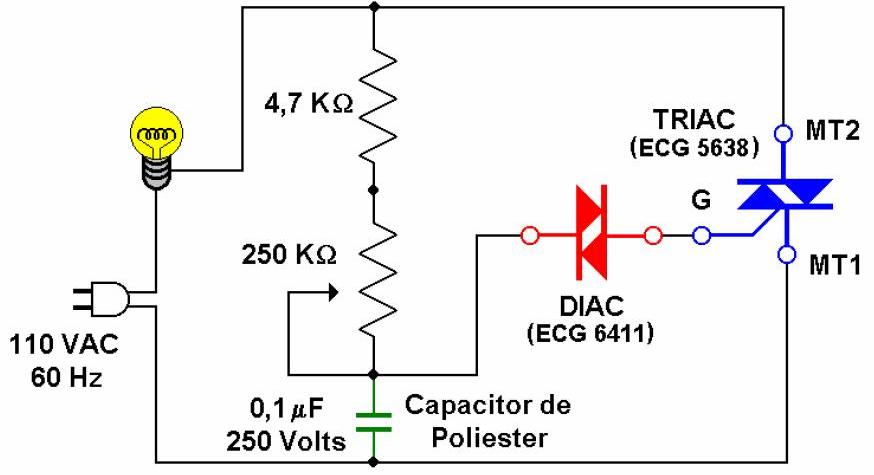 4,7 KΩ
TRIAC
(ECG 5638)
MT2
G
250 KΩ
MT1
DIAC
(ECG 6411)
110 VAC
60 Hz
0,1 µF
250 Volts
Capacitor de
Poliester